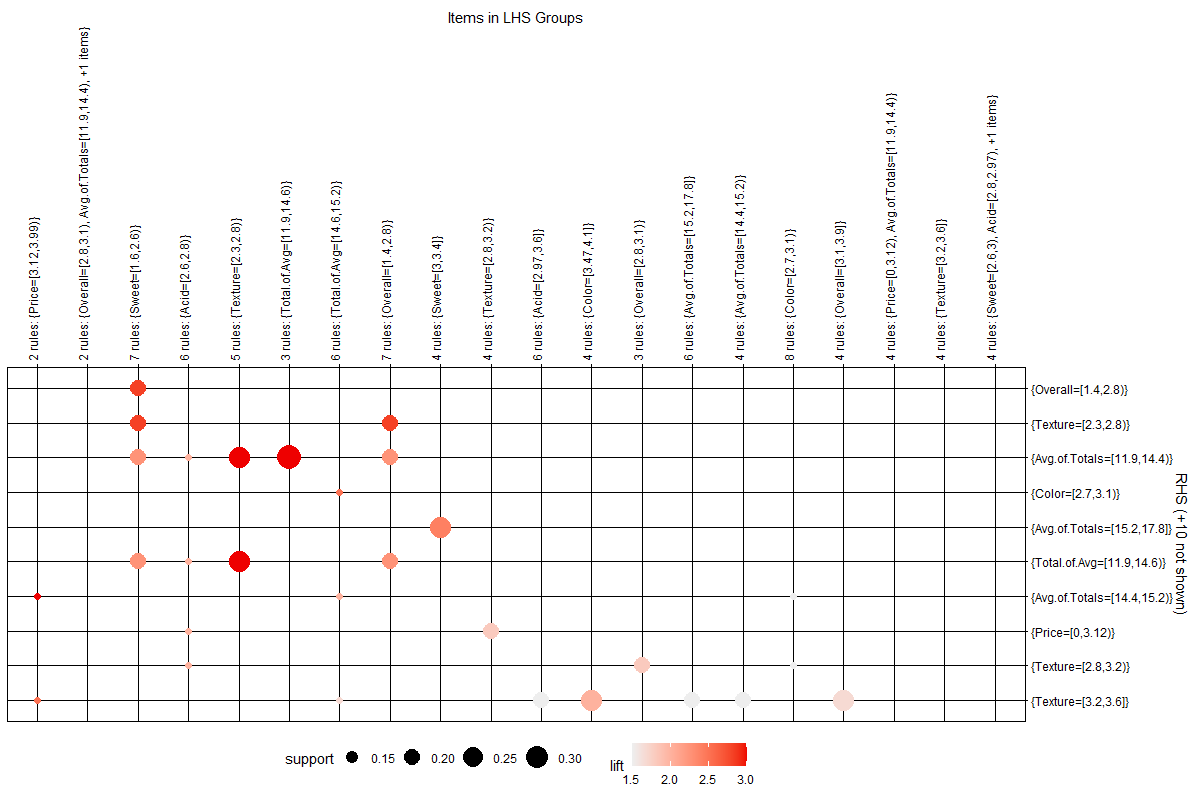 Items in LHS Groups
2 rules: {Price=[3.12,3.99)}
2 rules: {Overall=[2.8,3.1), Avg.of.Totals=[11.9,14.4), +1 items}
7 rules: {Sweet=[1.6,2.6)}
6 rules: {Acid=[2.6,2.8)}
5 rules: {Texture=[2.3,2.8)}
3 rules: {Total.of.Avg=[11.9,14.6)}
6 rules: {Total.of.Avg=[14.6,15.2)}
7 rules: {Overall=[1.4,2.8)}
4 rules: {Sweet=[3,3.4]}
4 rules: {Texture=[2.8,3.2)}
6 rules: {Acid=[2.97,3.6]}
4 rules: {Color=[3.47,4.1]}
3 rules: {Overall=[2.8,3.1)}
6 rules: {Avg.of.Totals=[15.2,17.8]}
4 rules: {Avg.of.Totals=[14.4,15.2)}
8 rules: {Color=[2.7,3.1)}
4 rules: {Overall=[3.1,3.9]}
4 rules: {Price=[0,3.12), Avg.of.Totals=[11.9,14.4)}
4 rules: {Texture=[3.2,3.6]}
4 rules: {Sweet=[2.6,3), Acid=[2.8,2.97), +1 items}
{Overall=[1.4,2.8)}
{Texture=[2.3,2.8)}
{Avg.of.Totals=[11.9,14.4)}
{Color=[2.7,3.1)}
{Avg.of.Totals=[15.2,17.8]}
{Total.of.Avg=[11.9,14.6)}
{Avg.of.Totals=[14.4,15.2)}
{Price=[0,3.12)}
{Texture=[2.8,3.2)}
{Texture=[3.2,3.6]}
RHS (+10 not shown)
support 0.15 0.20 0.25 0.30
lift
1.5 2.0 2.5 3.0